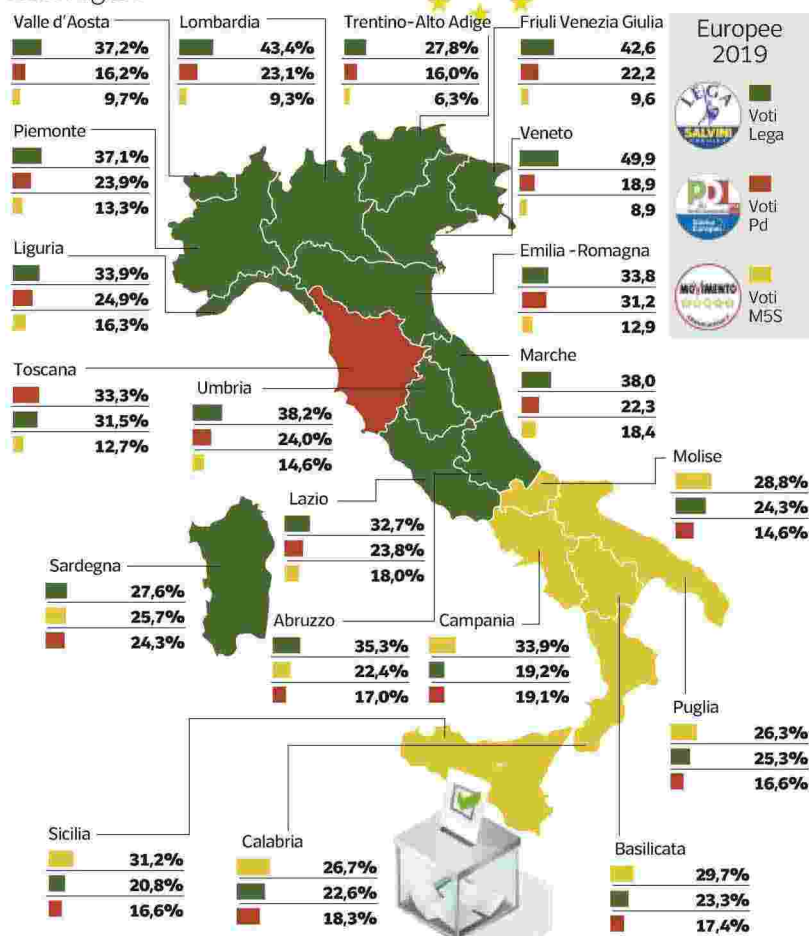 Valle d'Aosta
37,2%
16,2%
9,7%
Lombardia
43,4%
23,1%
9,3%
Trentino-Alto Adige
27,8%
16,0%
6,3%
Friuli Venezia Giulia
42,6
22,2
9,6
Europee
2019
LEGA
SALVINI
Voti
Lega
PD
Voti
Pd
MOVIMENTO
Voti
M5S
Piemonte
37,1%
23,9%
13,3%
Veneto
49,9
18,9
8,9
Liguria
33,9%
24,9%
16,3%
Emilia -Romagna
33,8
31,2
12,9
Toscana
33,3%
31,5%
12,7%
Umbria
38,2%
24,0%
14,6%
Marche
38,0
22,3
18,4
Molise
28,8%
24,3%
14,6%
Lazio
32,7%
23,8%
18,0%
Sardegna
27,6%
25,7%
24,3%
Abruzzo
35,3%
22,4%
17,0%
Campania
33,9%
19,2%
19,1%
Puglia
26,3%
25,3%
16,6%
Sicilia
31,2%
20,8%
16,6%
Calabria
26,7%
22,6%
18,3%
Basilicata
29,7%
23,3%
17,4%